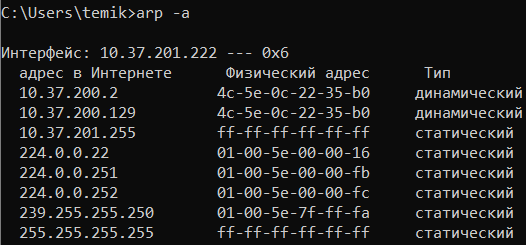 C:\Users\temik>arp -a
Интерфейс: 10.37.201.222 --- 0x6
адрес в Интернете Физический адрес Тип
10.37.200.2 4c-5e-0c-22-35-b0 динамический
10.37.200.129 4c-5e-0c-22-35-b0 динамический
10.37.201.255 ff-ff-ff-ff-ff-ff статический
224.0.0.22 01-00-5e-00-00-16 статический
224.0.0.251 01-00-5e-00-00-fb статический
224.0.0.252 01-00-5e-00-00-fc статический
239.255.255.250 01-00-5e-7f-ff-fa статический
255.255.255.255 ff-ff-ff-ff-ff-ff статический